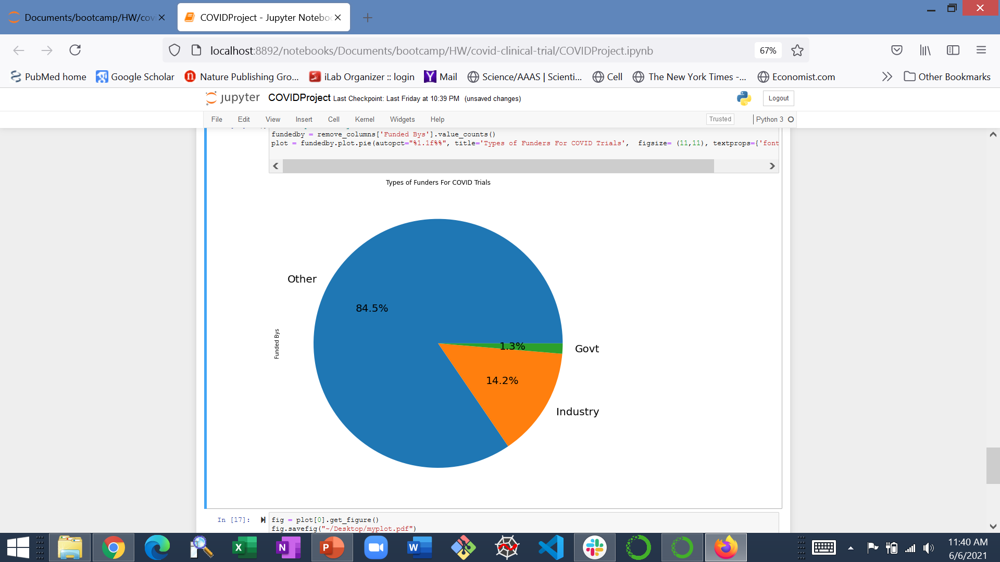 Documents/bootcamp/HW/cov
COVIDProject - Jupyter Notebo
localhost:8892/notebooks/Documents/bootcamp/HW/covid-clinical-trial/COVIDProject.ipynb
67%
PubMed home
Google Scholar
Nature Publishing Gro...
iLab Organizer :: login
Mail
Science/AAAS | Scienti...
Cell
The New York Times -...
Economist.com
Other Bookmarks
jupyter COVIDProject Last Checkpoint: Last Friday at 10:39 PM (unsaved changes)
Logout
File Edit View Insert Cell Kernel Widgets Help
Trusted
Python 3
fundedby = remove_columns['Funded Bys'].value_counts()
plot = fundedby.plot.pie(autopct="%1.1f%%", title='Types of Funders For COVID Trials', figsize= (11,11), textprops={'font
Types of Funders For COVID Trials
Other
84.5%
Funded Bys
1.3%
Govt
14.2%
Industry
In [17]:
fig = plot[0].get_figure()
fig.savefig("~/Desktop/myplot.pdf")
11:40 AM
6/6/2021